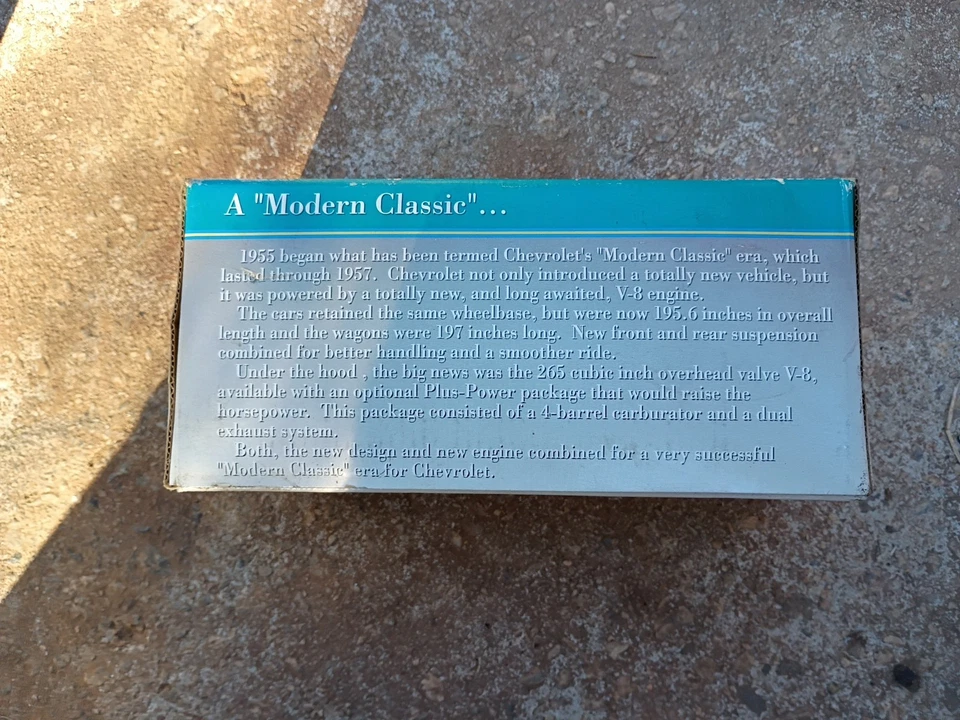 A "Modern Classic"...
1955 began what has been termed Chevrolet's "Modern Classic" era, which
lasted through 1957. Chevrolet not only introduced a totally new vehicle, but
it was powered by a totally new, and long awaited, V-8 engine.
The cars retained the same wheelbase, but were now 195.6 inches in overall
length and the wagons were 197 inches long. New front and rear suspension
combined for better handling and a smoother ride.
Under the hood , the big news was the 265 cubic inch overhead valve V-8,
available with an optional Plus-Power package that would raise the
horsepower. This package consisted of a 4-barrel carburator and a dual
exhaust system.
Both, the new design and new engine combined for a very successful
"Modern Classic" era for Chevrolet.